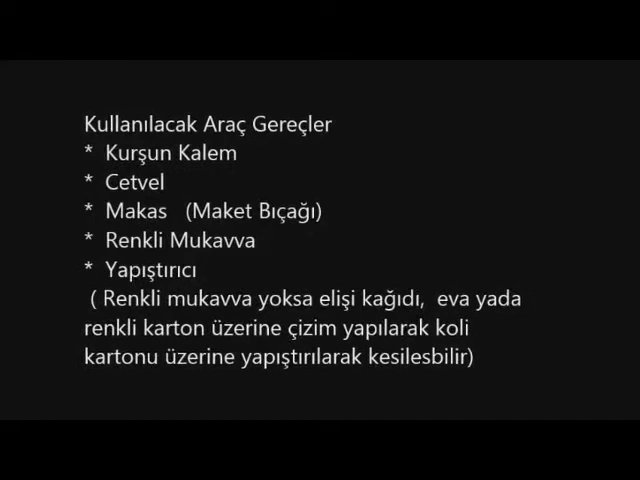 Kullanılacak Araç Gereçler
* Kurşun Kalem
* Cetvel
* Makas (Maket Bıçağı)
* Renkli Mukavva
* Yapıştırıcı
( Renkli mukavva yoksa elişi kağıdı, eva yada
renkli karton üzerine çizim yapılarak koli
kartonu üzerine yapıştırılarak kesilesbilir)